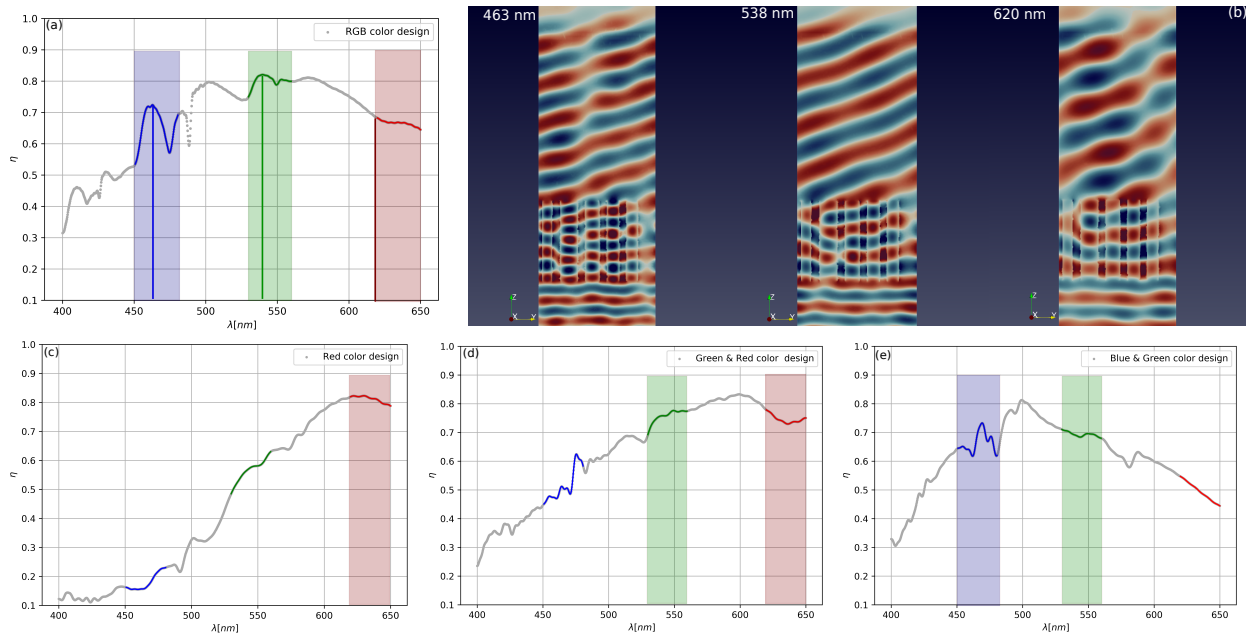 (a)
RGB color design
1.0
0.9
0.8
0.7
0.6
0.5
0.4
0.3
0.2
0.1
η
400 450 500 550 600 650
λ[nm]
463 nm 538 nm 620 nm (b)
Z Z Z
X Y X Y X Y
(c)
Red color design
1.0
0.9
0.8
0.7
0.6
0.5
0.4
0.3
0.2
0.1
η
400 450 500 550 600 650
λ[nm]
(d)
Green & Red color design
1.0
0.9
0.8
0.7
0.6
0.5
0.4
0.3
0.2
0.1
η
400 450 500 550 600 650
λ[nm]
(e)
Blue & Green color design
1.0
0.9
0.8
0.7
0.6
0.5
0.4
0.3
0.2
0.1
η
400 450 500 550 600 650
λ[nm]